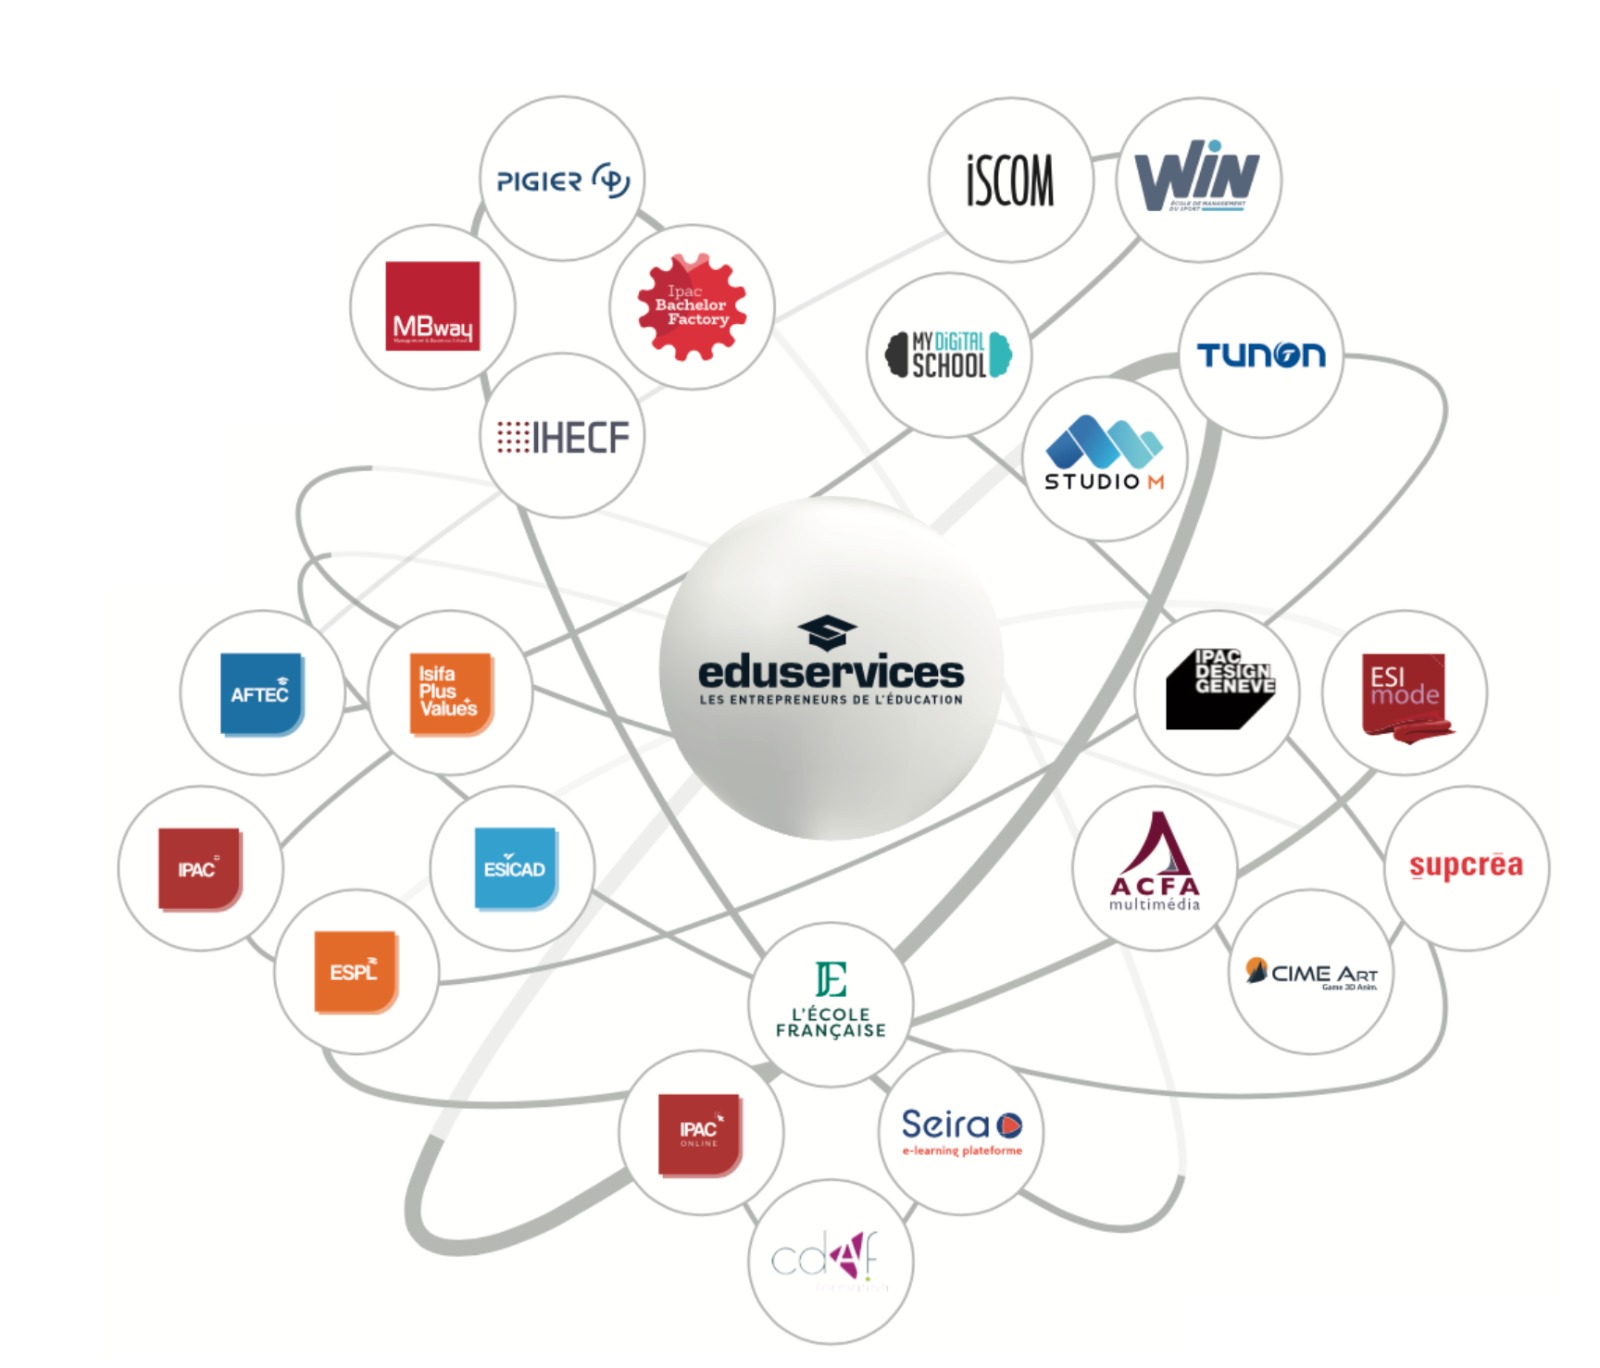 PIGIER
iSCOM
WiN
ÉCOLE DE MANAGEMENT
DU SPORT
MBway
Management & Business School
Ipac
Bachelor
Factory
MY DiGiTAL
SCHOOL
TUNON
IHECF
STUDIO M
eduservices
LES ENTREPRENEURS DE L'ÉDUCATION
AFTEC
Isifa
Plus
Values
IPAC
DESIGN
GENEVE
ESI
mode
IPAC
ESICAD
ACFA
multimédia
supcrēa
ESPL
CIME ART
Game 3D Anim.
L'ÉCOLE
FRANÇAISE
IPAC
ONLINE
Seira
e-learning plateforme
cdAf
formation